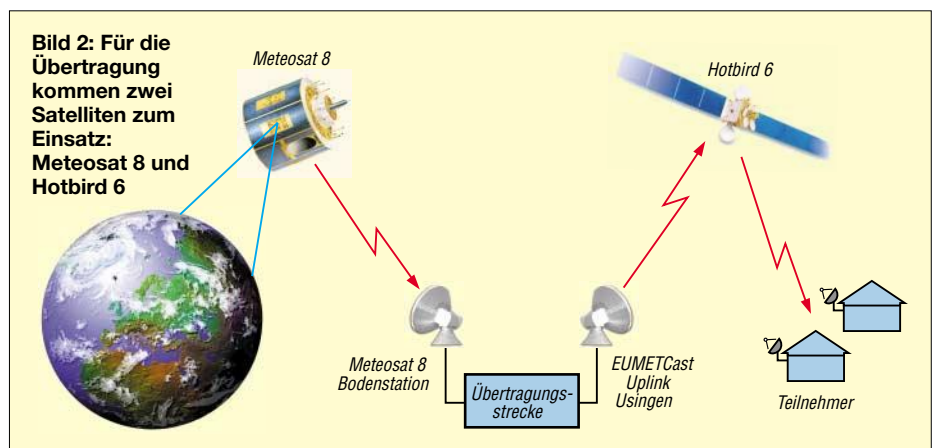 Bild 2: Für die
Übertragung
kommen zwei
Satelliten zum
Einsatz:
Meteosat 8 und
Hotbird 6
Meteosat 8
Hotbird 6
Meteosat 8
Bodenstation
Übertragungs-
strecke
EUMETCast
Uplink
Usingen
Teilnehmer